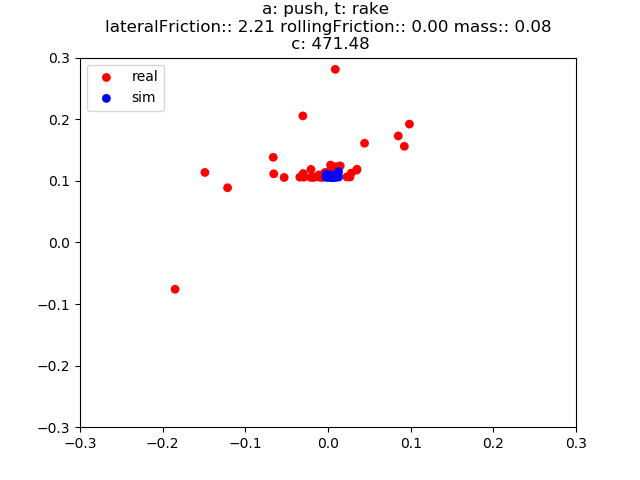 a: push, t: rake
lateralFriction:: 2.21 rollingFriction:: 0.00 mass:: 0.08
c: 471.48
real
sim
0.3
0.2
0.1
0.0
−0.1
−0.2
−0.3
−0.3
−0.2
−0.1
0.0
0.1
0.2
0.3